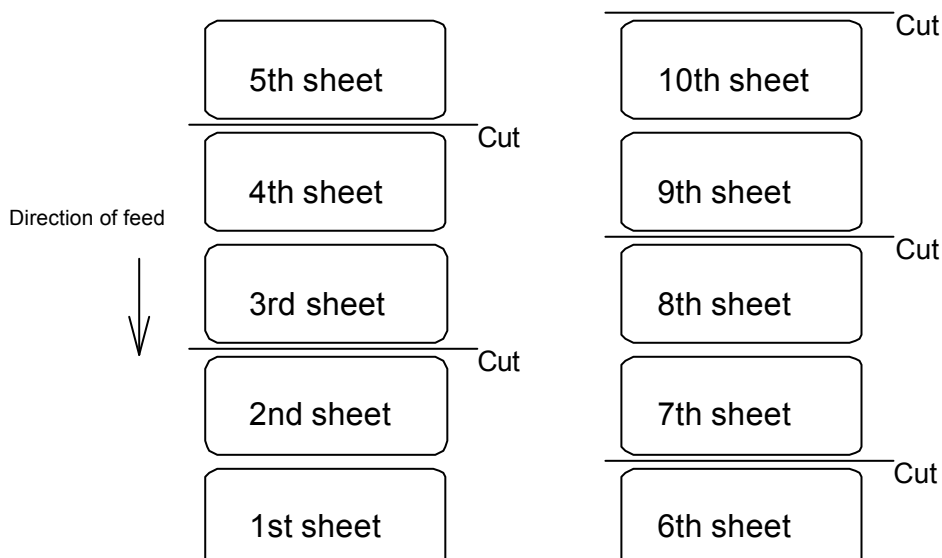 5th sheet
Cut
4th sheet
Direction of feed
3rd sheet
Cut
2nd sheet
1st sheet
Cut
10th sheet
9th sheet
Cut
8th sheet
7th sheet
Cut
6th sheet